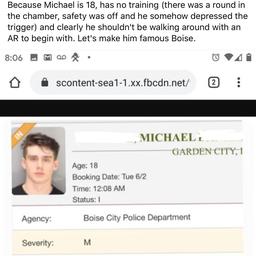 Because Michael is 18, has no training (there was a round in
the chamber, safety was off and he somehow depressed the
trigger) and clearly he shouldn't be walking around with an
AR to begin with. Let's make him famous Boise.
8:06
scontent-sea1-1.xx.fbcdn.net/
2
IN
, MICHAEL
GARDEN CITY, I
Age: 18
Booking Date: Tue 6/2
Time: 12:08 AM
Status: I
Agency: Boise City Police Department
Severity: M